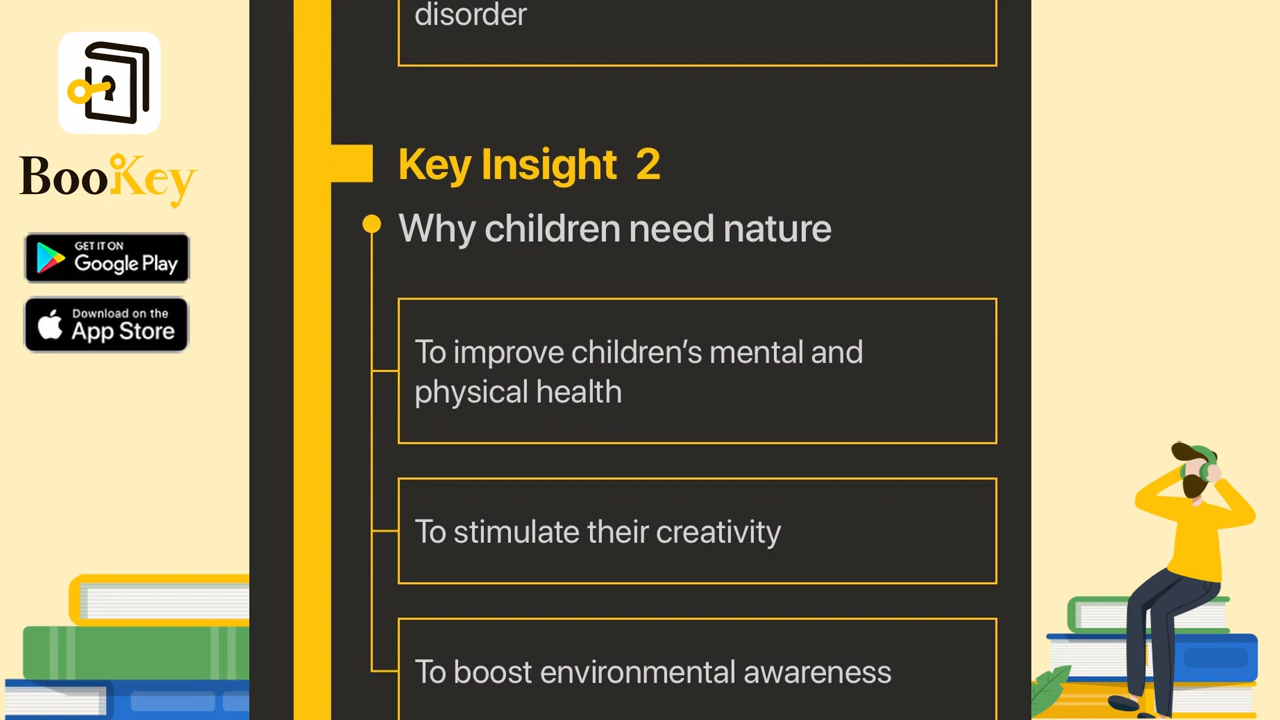 disorder
BooKey
GET IT ON
Google Play
Download on the
App Store
Key Insight 2
Why children need nature
To improve children's mental and
physical health
To stimulate their creativity
To boost environmental awareness